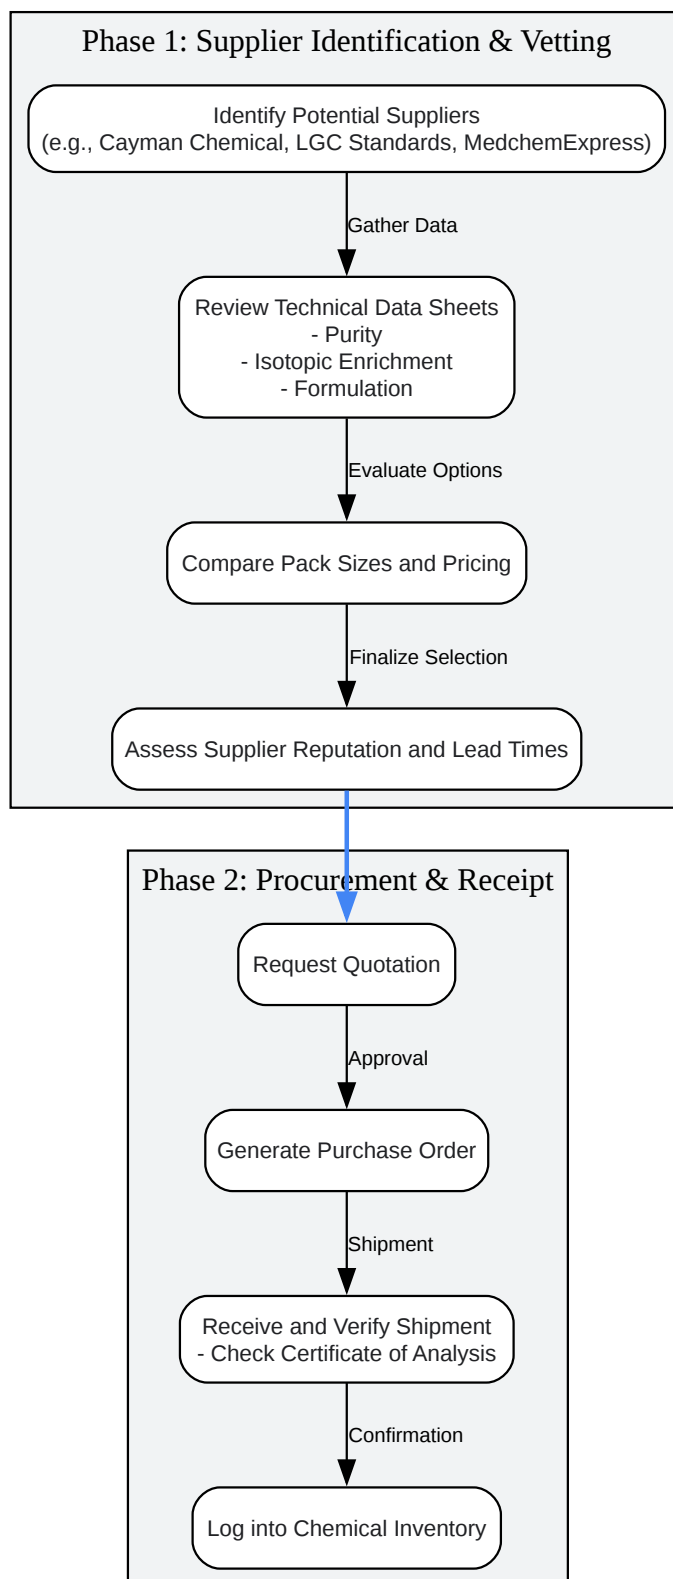 Phase 1: Supplier Identification & Vetting
Identify Potential Suppliers
(e.g., Cayman Chemical, LGC Standards, MedchemExpress)
Gather Data
Review Technical Data Sheets
- Purity
- Isotopic Enrichment
- Formulation
Evaluate Options
Compare Pack Sizes and Pricing
Finalize Selection
Assess Supplier Reputation and Lead Times
Phase 2: Procurement & Receipt
Request Quotation
Approval
Generate Purchase Order
Shipment
Receive and Verify Shipment
- Check Certificate of Analysis
Confirmation
Log into Chemical Inventory